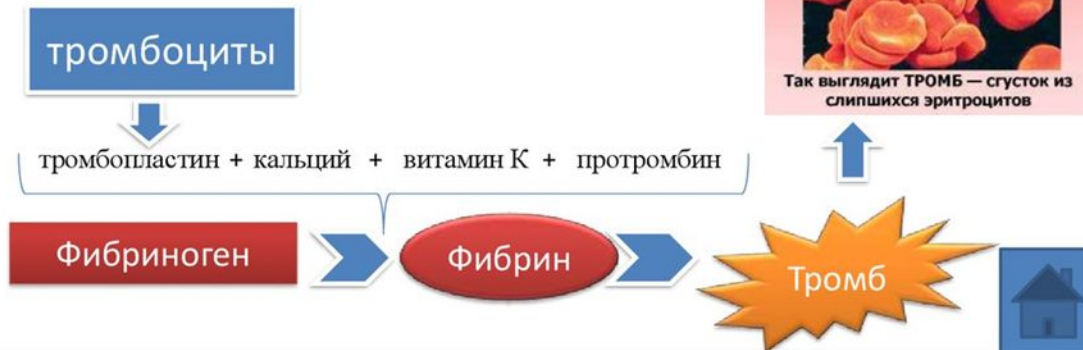 тромбоциты
Так выглядит ТРОМБ — сгусток из
слипшихся эритроцитов
тромбопластин + кальций + витамин К + протромбин
Фибриноген
Фибрин
Тромб